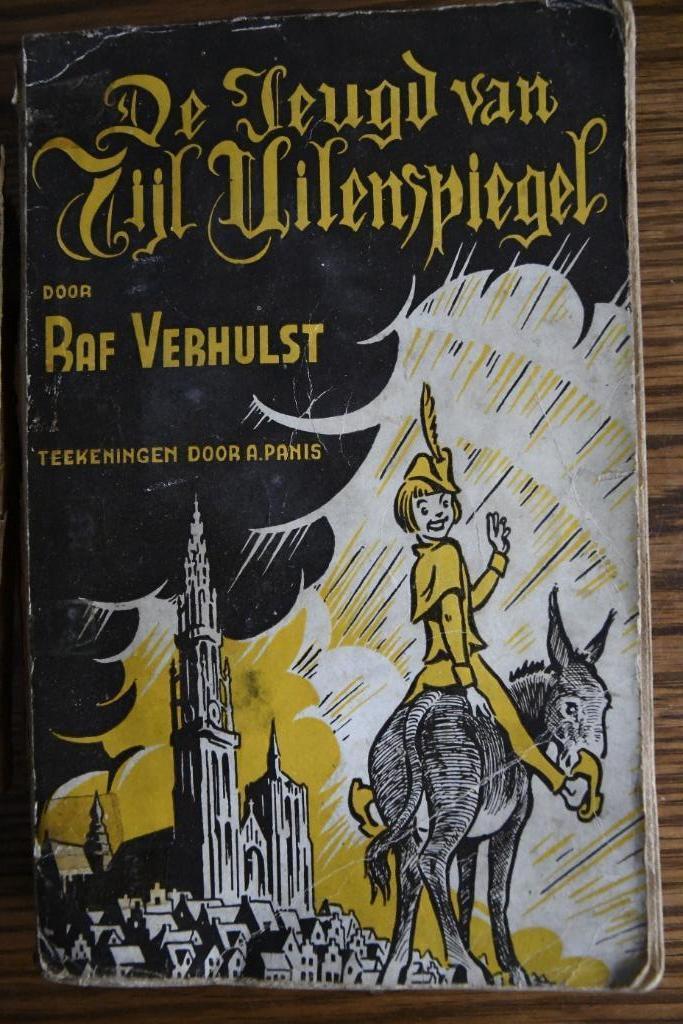 De Jeugd van
Tijl Uilenspiegel
DOOR
RAF VERHULST
TEEKENINGEN DOOR A. PANIS